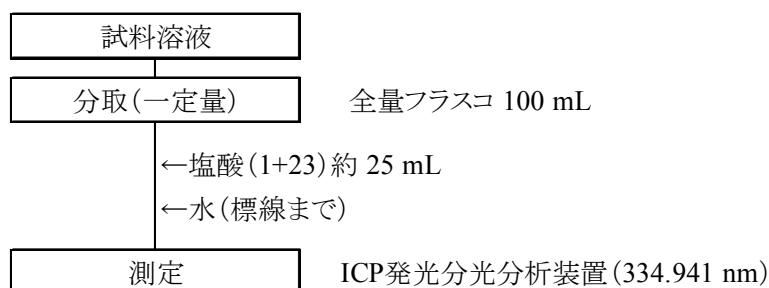 試料溶液
分取(一定量) 全量フラスコ 100 mL
←塩酸(1+23)約 25 mL
←水(標線まで)
測定 ICP発光分光分析装置(334.941 nm)